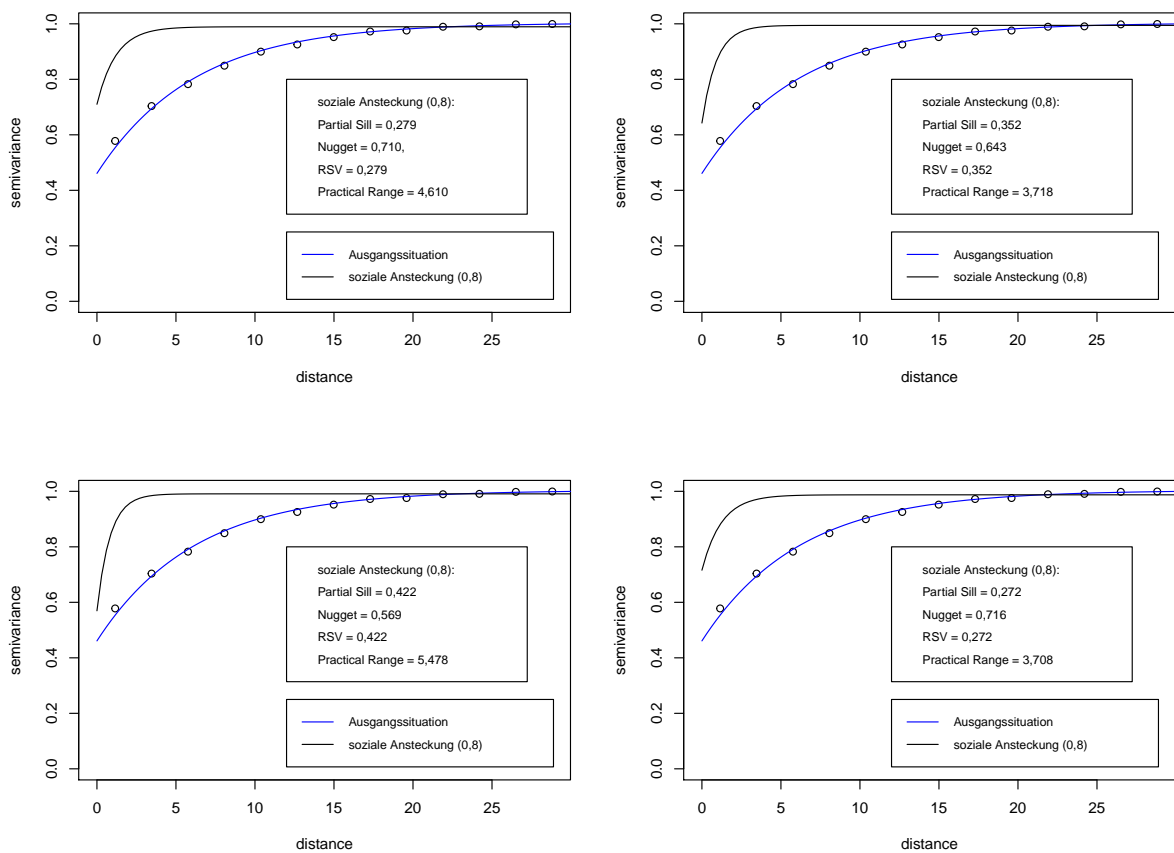 semivariance
1.0
0.8
0.6
0.4
0.2
0.0
soziale Ansteckung (0,8):
Partial Sill = 0,279
Nugget = 0,710,
RSV = 0,279
Practical Range = 4,610
Ausgangssituation
soziale Ansteckung (0,8)
0 5 10 15 20 25
distance
semivariance
1.0
0.8
0.6
0.4
0.2
0.0
soziale Ansteckung (0,8):
Partial Sill = 0,352
Nugget = 0,643
RSV = 0,352
Practical Range = 3,718
Ausgangssituation
soziale Ansteckung (0,8)
0 5 10 15 20 25
distance
semivariance
1.0
0.8
0.6
0.4
0.2
0.0
soziale Ansteckung (0,8):
Partial Sill = 0,422
Nugget = 0,569
RSV = 0,422
Practical Range = 5,478
Ausgangssituation
soziale Ansteckung (0,8)
0 5 10 15 20 25
distance
semivariance
1.0
0.8
0.6
0.4
0.2
0.0
soziale Ansteckung (0,8):
Partial Sill = 0,272
Nugget = 0,716
RSV = 0,272
Practical Range = 3,708
Ausgangssituation
soziale Ansteckung (0,8)
0 5 10 15 20 25
distance